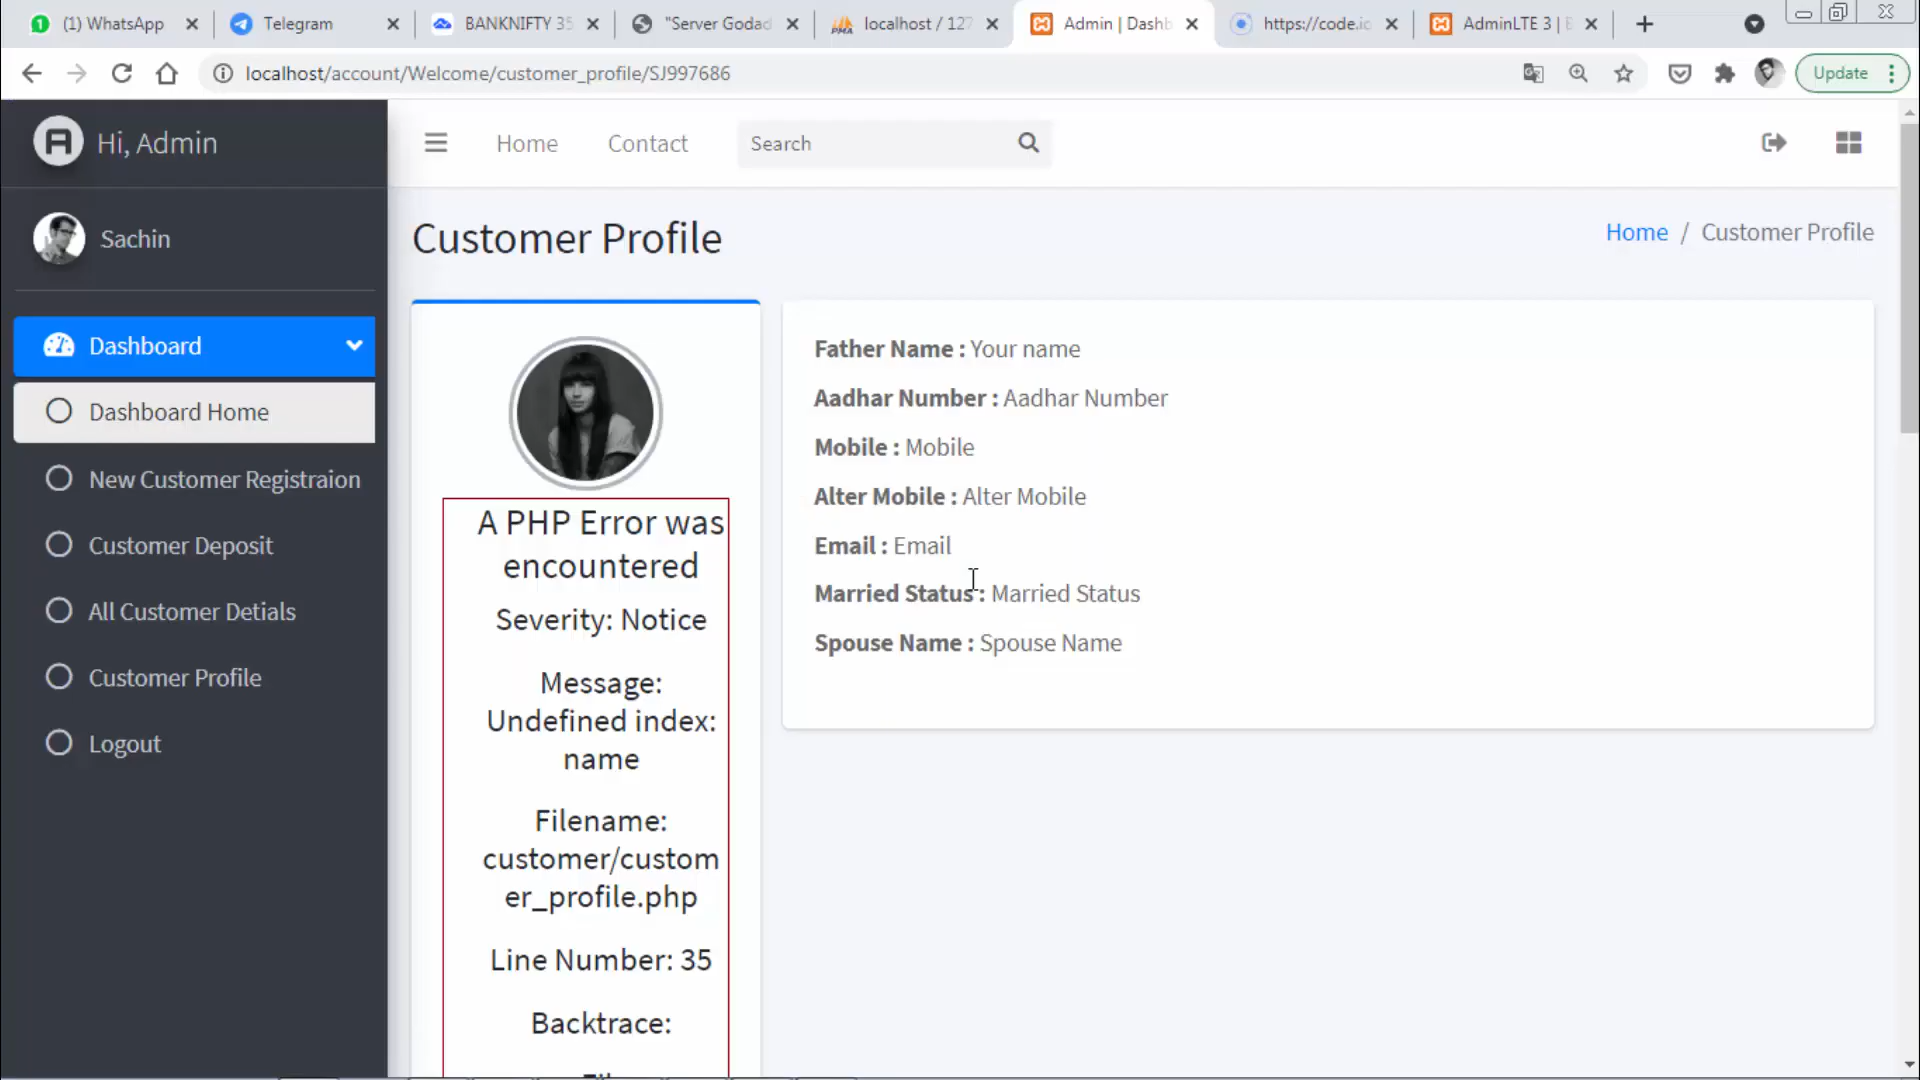 (1) WhatsApp
Telegram
BANKNIFTY 35
"Server Godad
localhost / 127
Admin | Dashb
https://code.ic
AdminLTE 3 |
localhost/account/Welcome/customer_profile/SJ997686
Update
Hi, Admin
Home
Contact
Search
Sachin
Customer Profile
Home / Customer Profile
Dashboard
Dashboard Home
New Customer Registraion
Customer Deposit
All Customer Detials
Customer Profile
Logout
A PHP Error was
encountered
Severity: Notice
Message:
Undefined index:
name
Filename:
customer/custom
er_profile.php
Line Number: 35
Backtrace:
Father Name : Your name
Aadhar Number : Aadhar Number
Mobile : Mobile
Alter Mobile : Alter Mobile
Email : Email
Married Status : Married Status
Spouse Name : Spouse Name